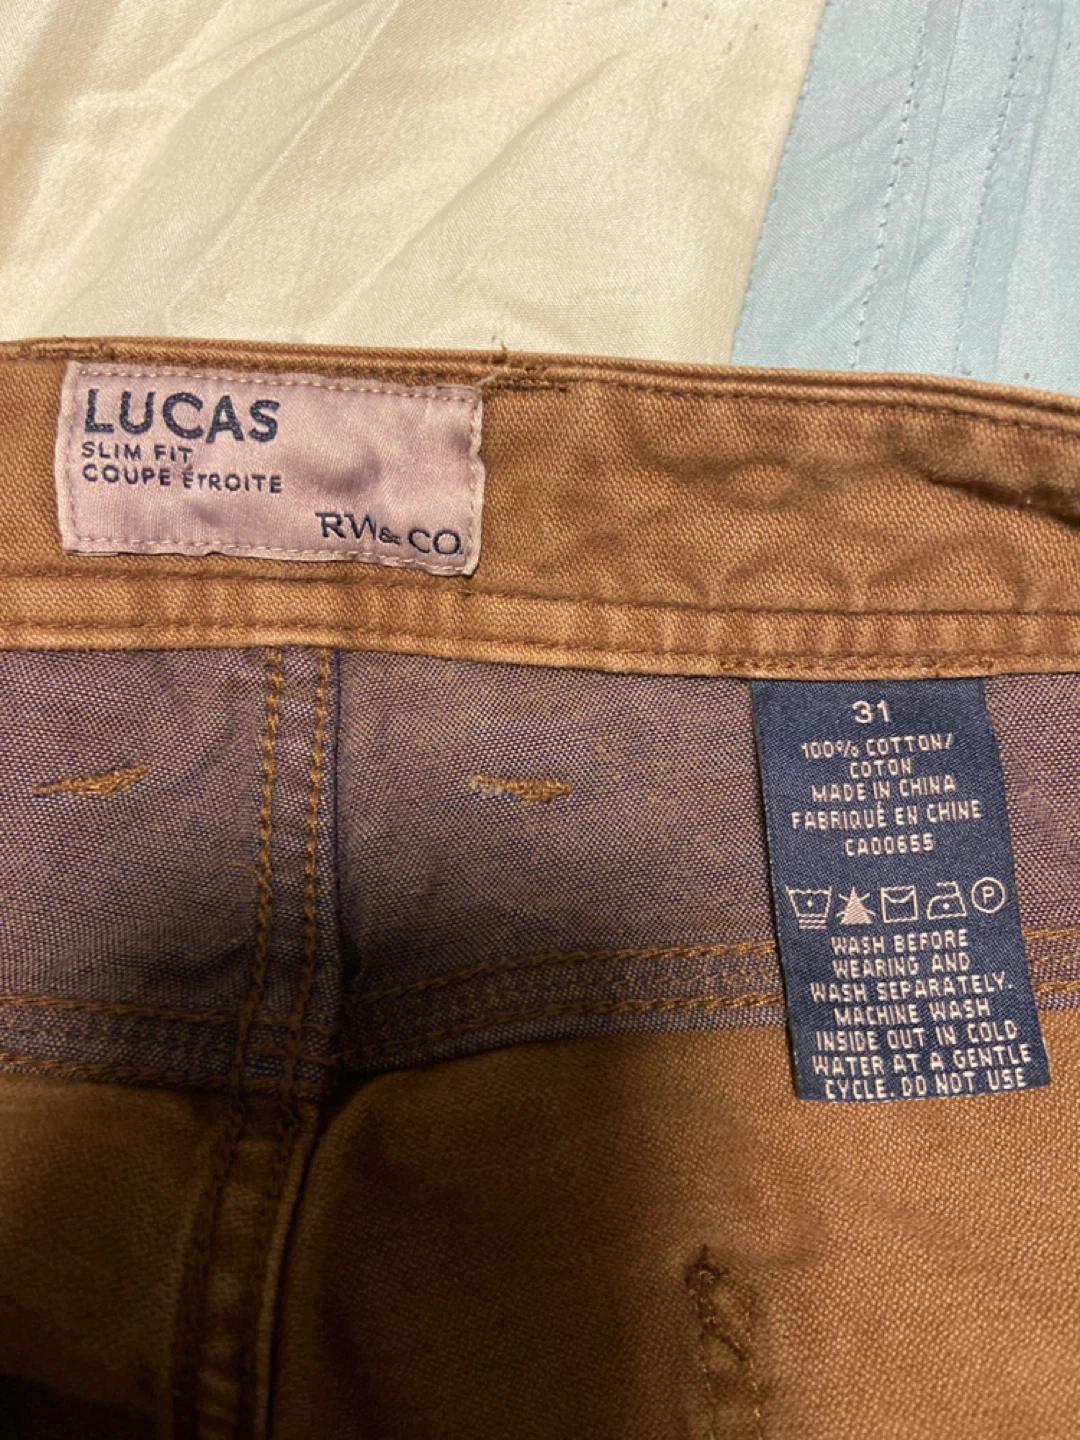 LUCAS
SLIM FIT
COUPE ÉTROITE
RW&CO.
31
100% COTTON/
COTON
MADE IN CHINA
FABRIQUÉ EN CHINE
CA00655
P
WASH BEFORE
WEARING AND
WASH SEPARATELY.
MACHINE WASH
INSIDE OUT IN COLD
WATER AT A GENTLE
CYCLE. DO NOT USE